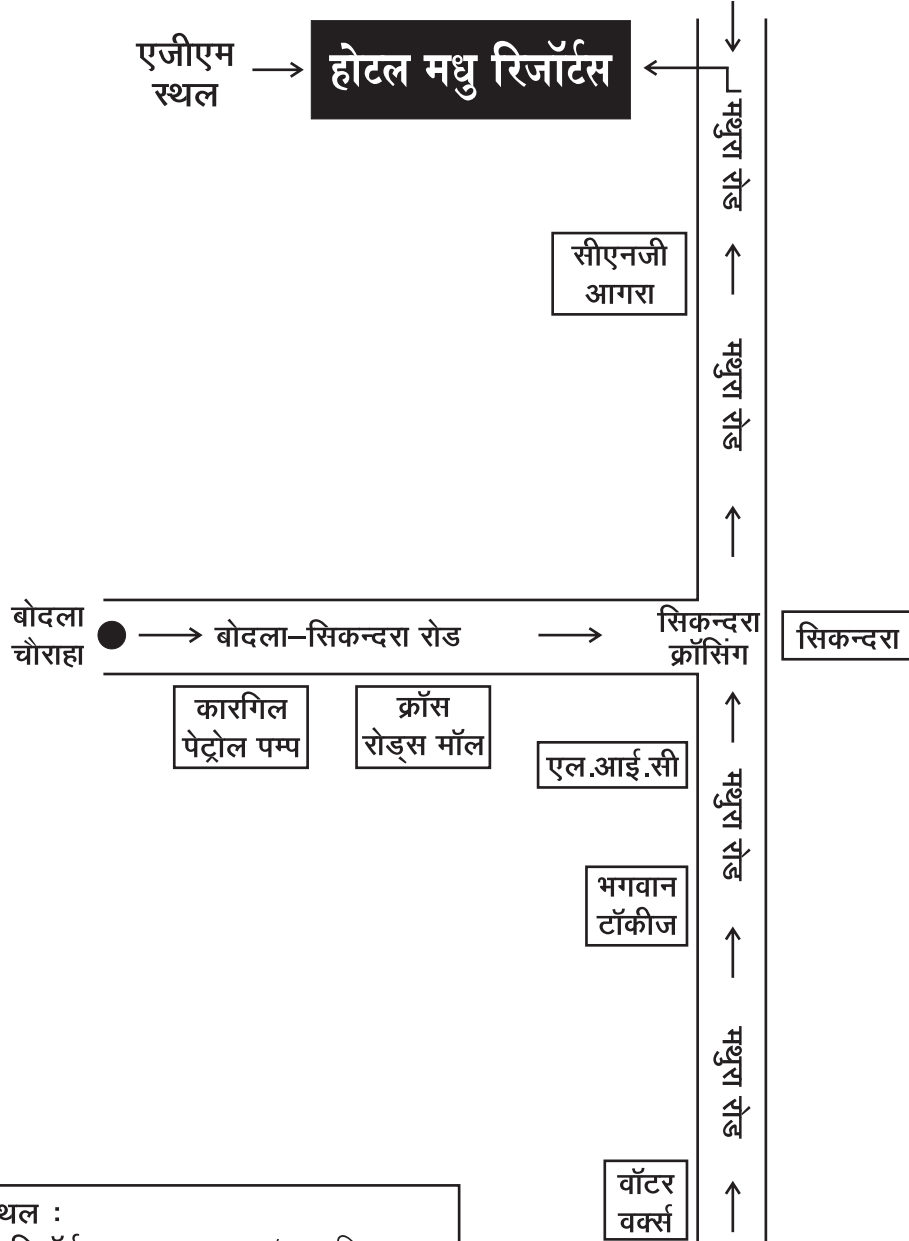 एजीएम
स्थल
होटल मधु रिजॉर्टस
मथुरा रोड
सीएनजी
आगरा
मथुरा रोड
बोदला
चौराहा
बोदला–सिकन्दरा रोड
सिकन्दरा
क्रॉसिंग
सिकन्दरा
कारगिल
पेट्रोल पम्प
क्रॉस
रोड्स मॉल
एल.आई.सी
मथुरा रोड
भगवान
टॉकीज
मथुरा रोड
वॉटर
वर्क्स
थल :